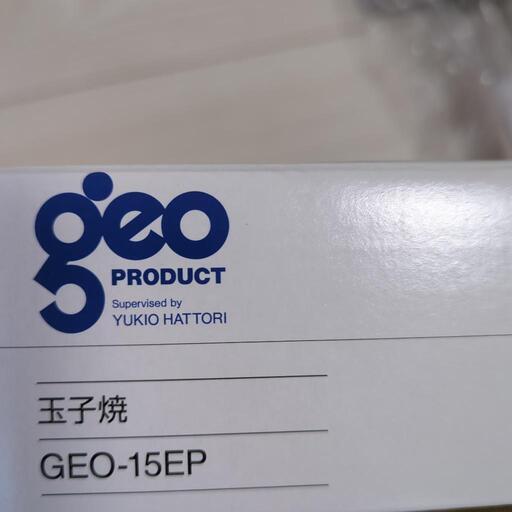 geo
PRODUCT
Supervised by
YUKIO HATTORI
玉子焼
GEO-15EP